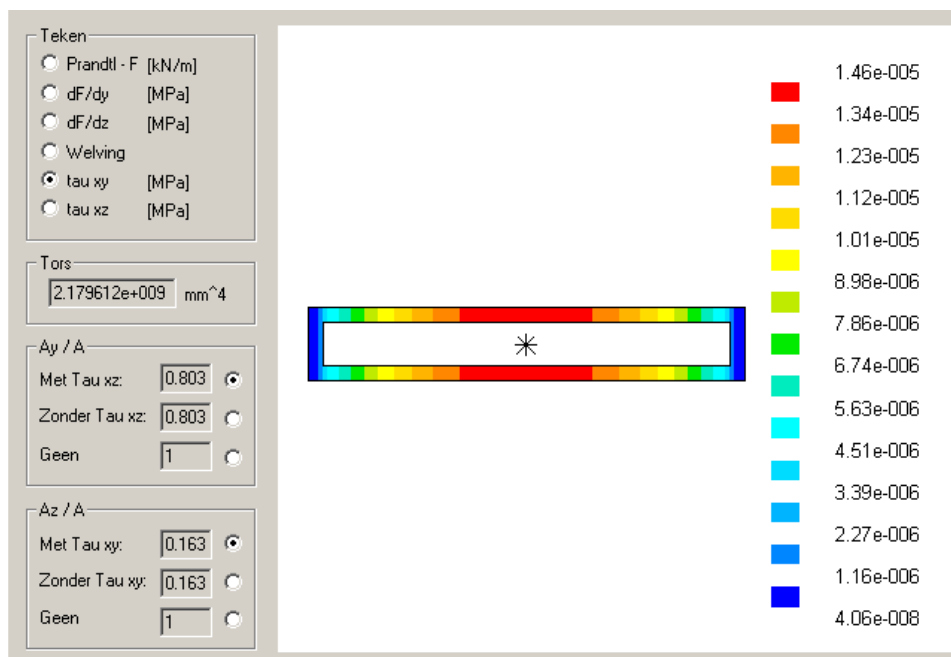 Teken
Prandtl - F [kN/m]
dF/dy [MPa]
dF/dz [MPa]
Welving
tau xy [MPa]
tau xz [MPa]
Tors
2.179612e+009 mm^4
Ay / A
Met Tau xz: 0.803
Zonder Tau xz: 0.803
Geen 1
Az / A
Met Tau xy: 0.163
Zonder Tau xy: 0.163
Geen 1
1.46e-005
1.34e-005
1.23e-005
1.12e-005
1.01e-005
8.98e-006
7.86e-006
6.74e-006
5.63e-006
4.51e-006
3.39e-006
2.27e-006
1.16e-006
4.06e-008